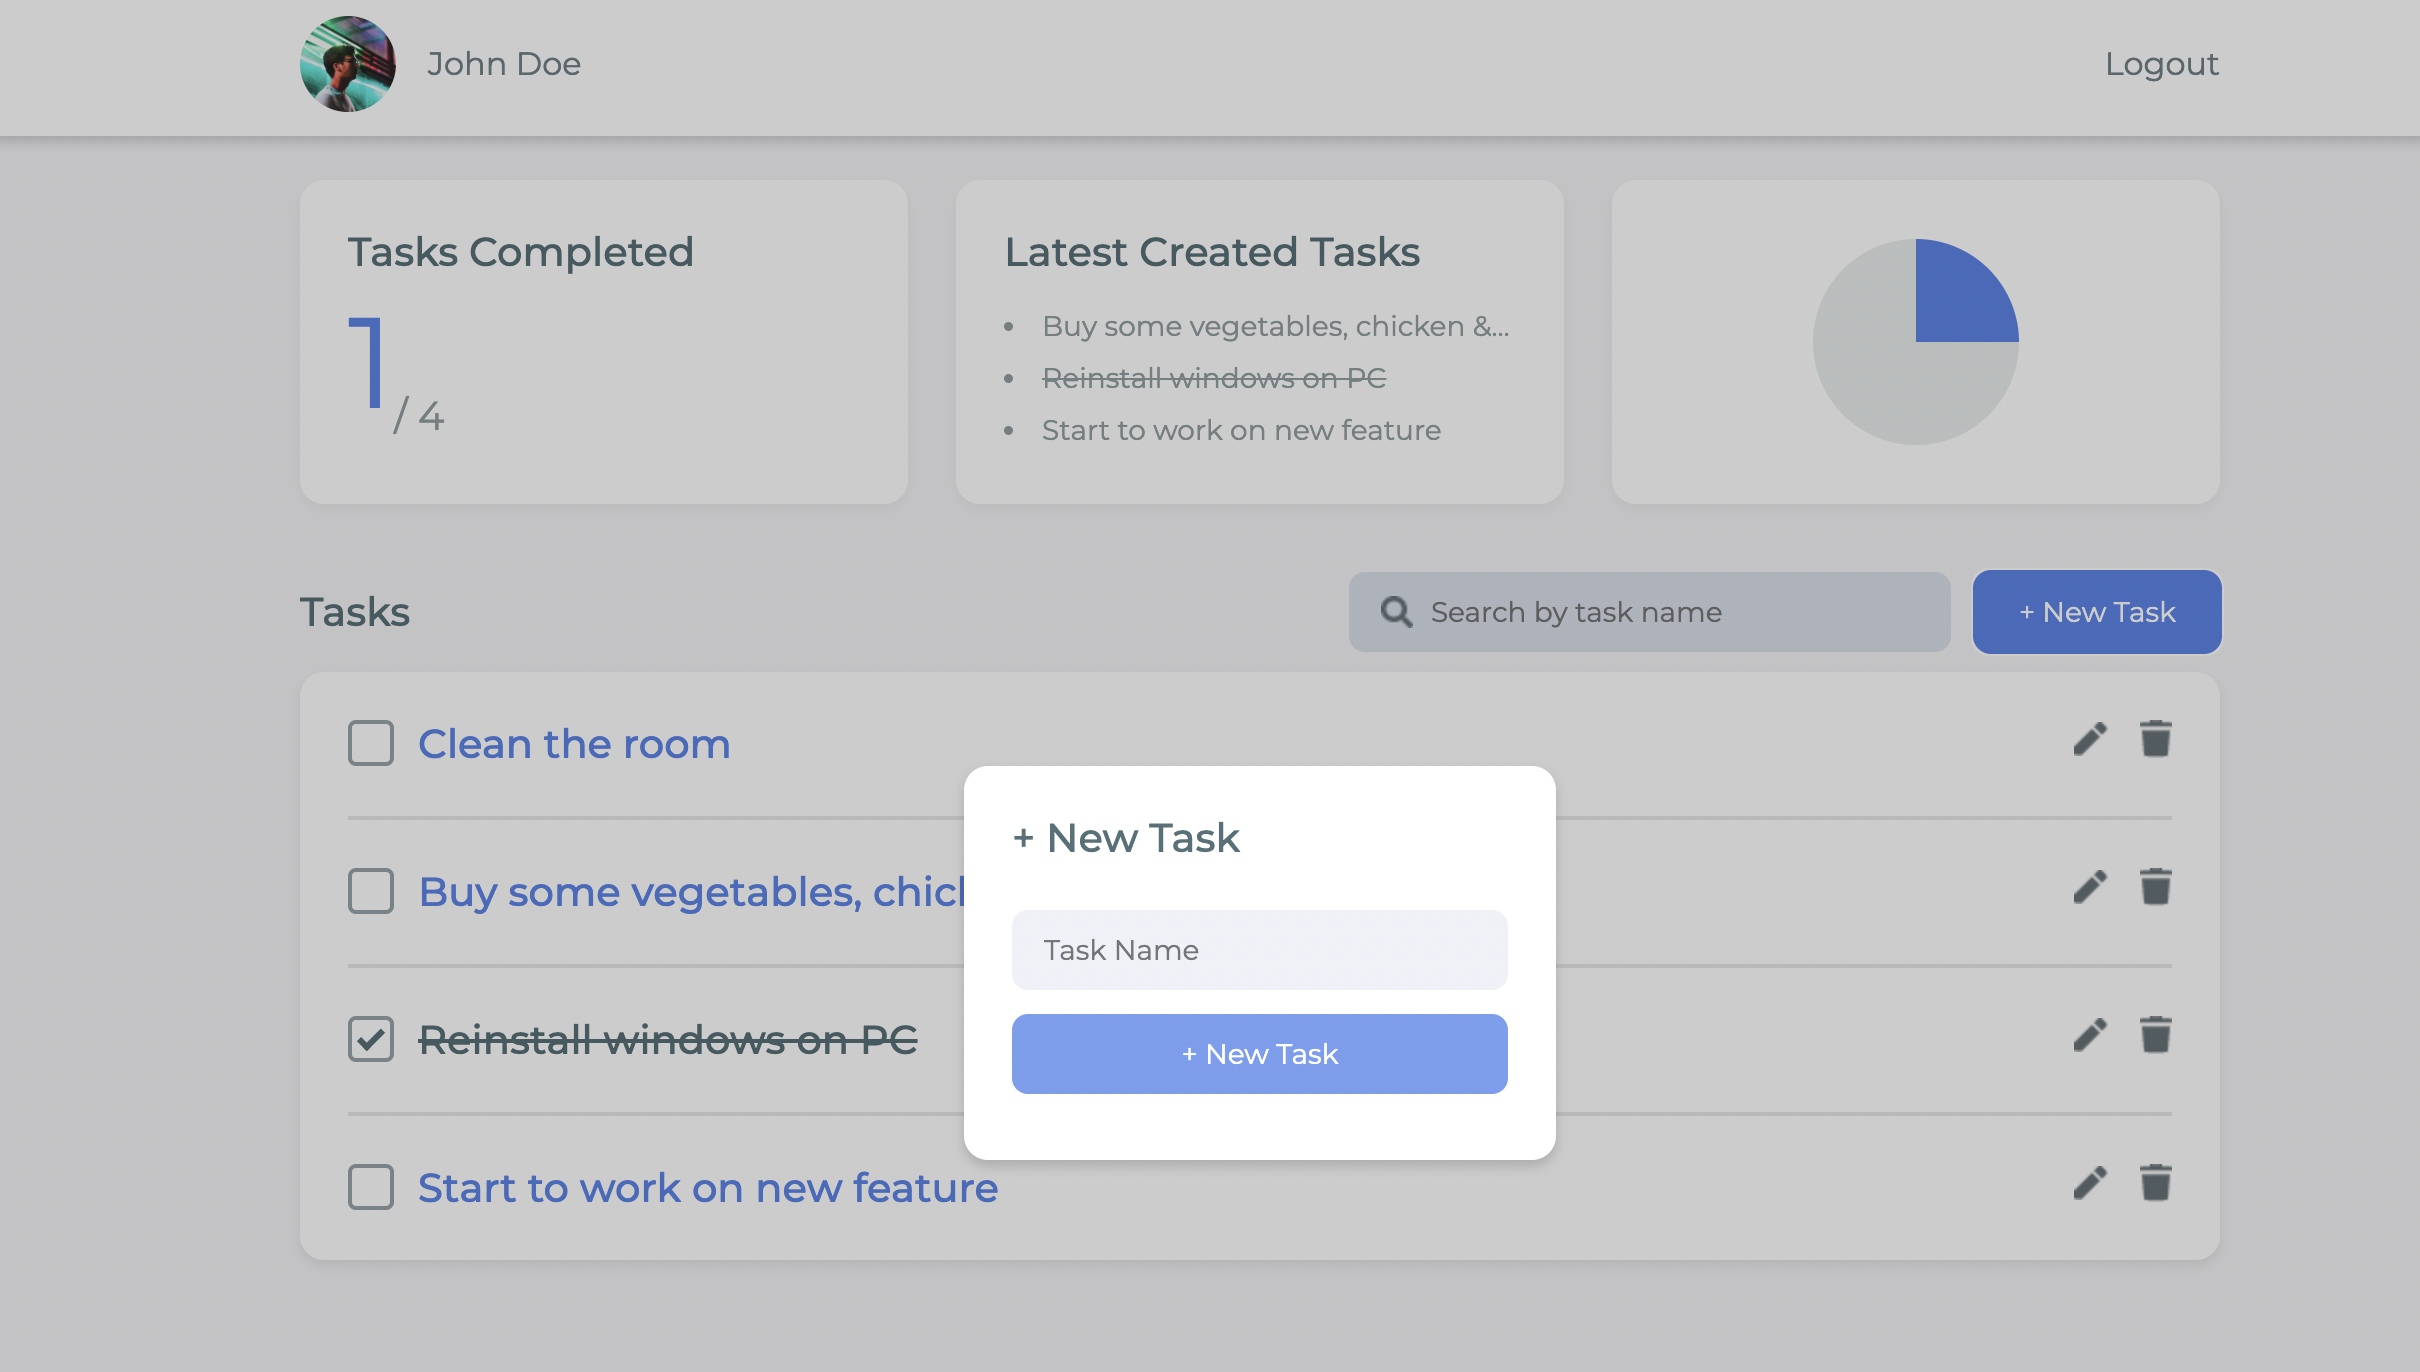 John Doe
Logout
Tasks Completed
1 / 4
Latest Created Tasks
• Buy some vegetables, chicken &...
• Reinstall windows on PC
• Start to work on new feature
Tasks
Search by task name
+ New Task
Clean the room
Buy some vegetables,
Reinstall windows on PC
Start to work on new feature
+ New Task
Task Name
+ New Task